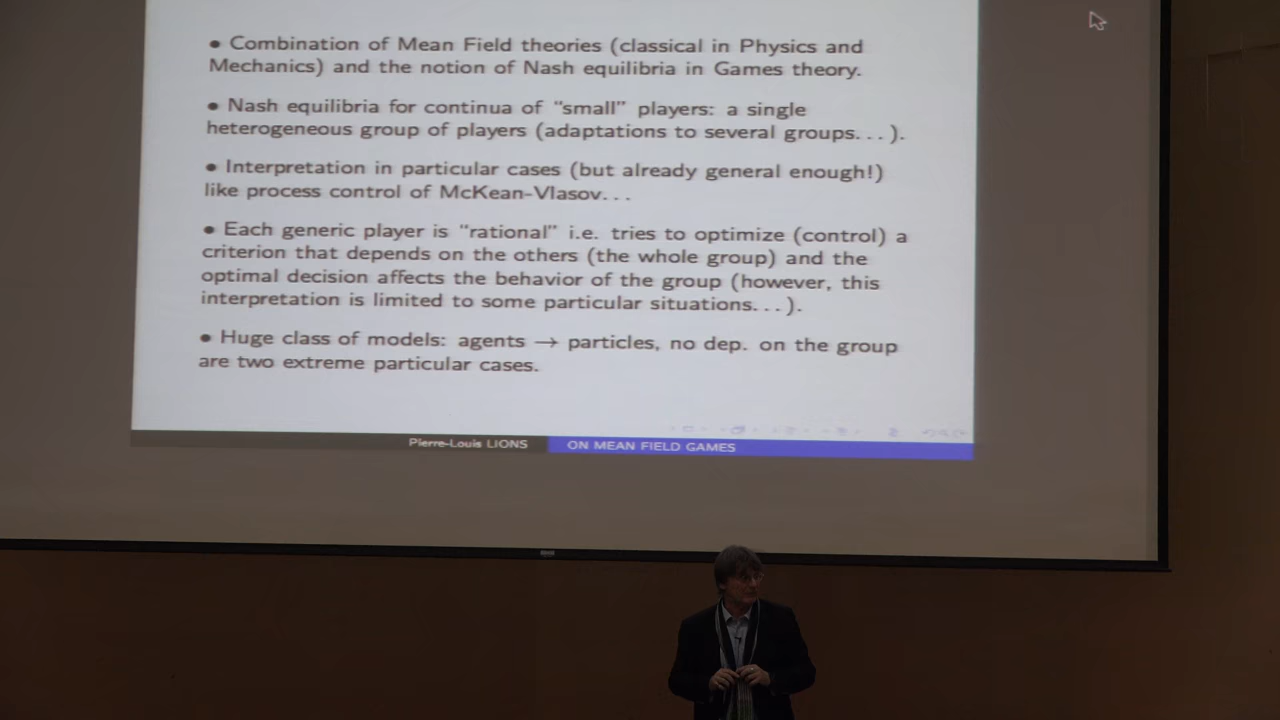 • Combination of Mean Field theories (classical in Physics and
Mechanics) and the notion of Nash equilibria in Games theory.
• Nash equilibria for continua of “small” players: a single
heterogeneous group of players (adaptations to several groups. . . ).
• Interpretation in particular cases (but already general enough!)
like process control of McKean-Vlasov. . .
• Each generic player is “rational” i.e. tries to optimize (control) a
criterion that depends on the others (the whole group) and the
optimal decision affects the behavior of the group (however, this
interpretation is limited to some particular situations. . . ).
• Huge class of models: agents → particles, no dep. on the group
are two extreme particular cases.
Pierre-Louis LIONS ON MEAN FIELD GAMES